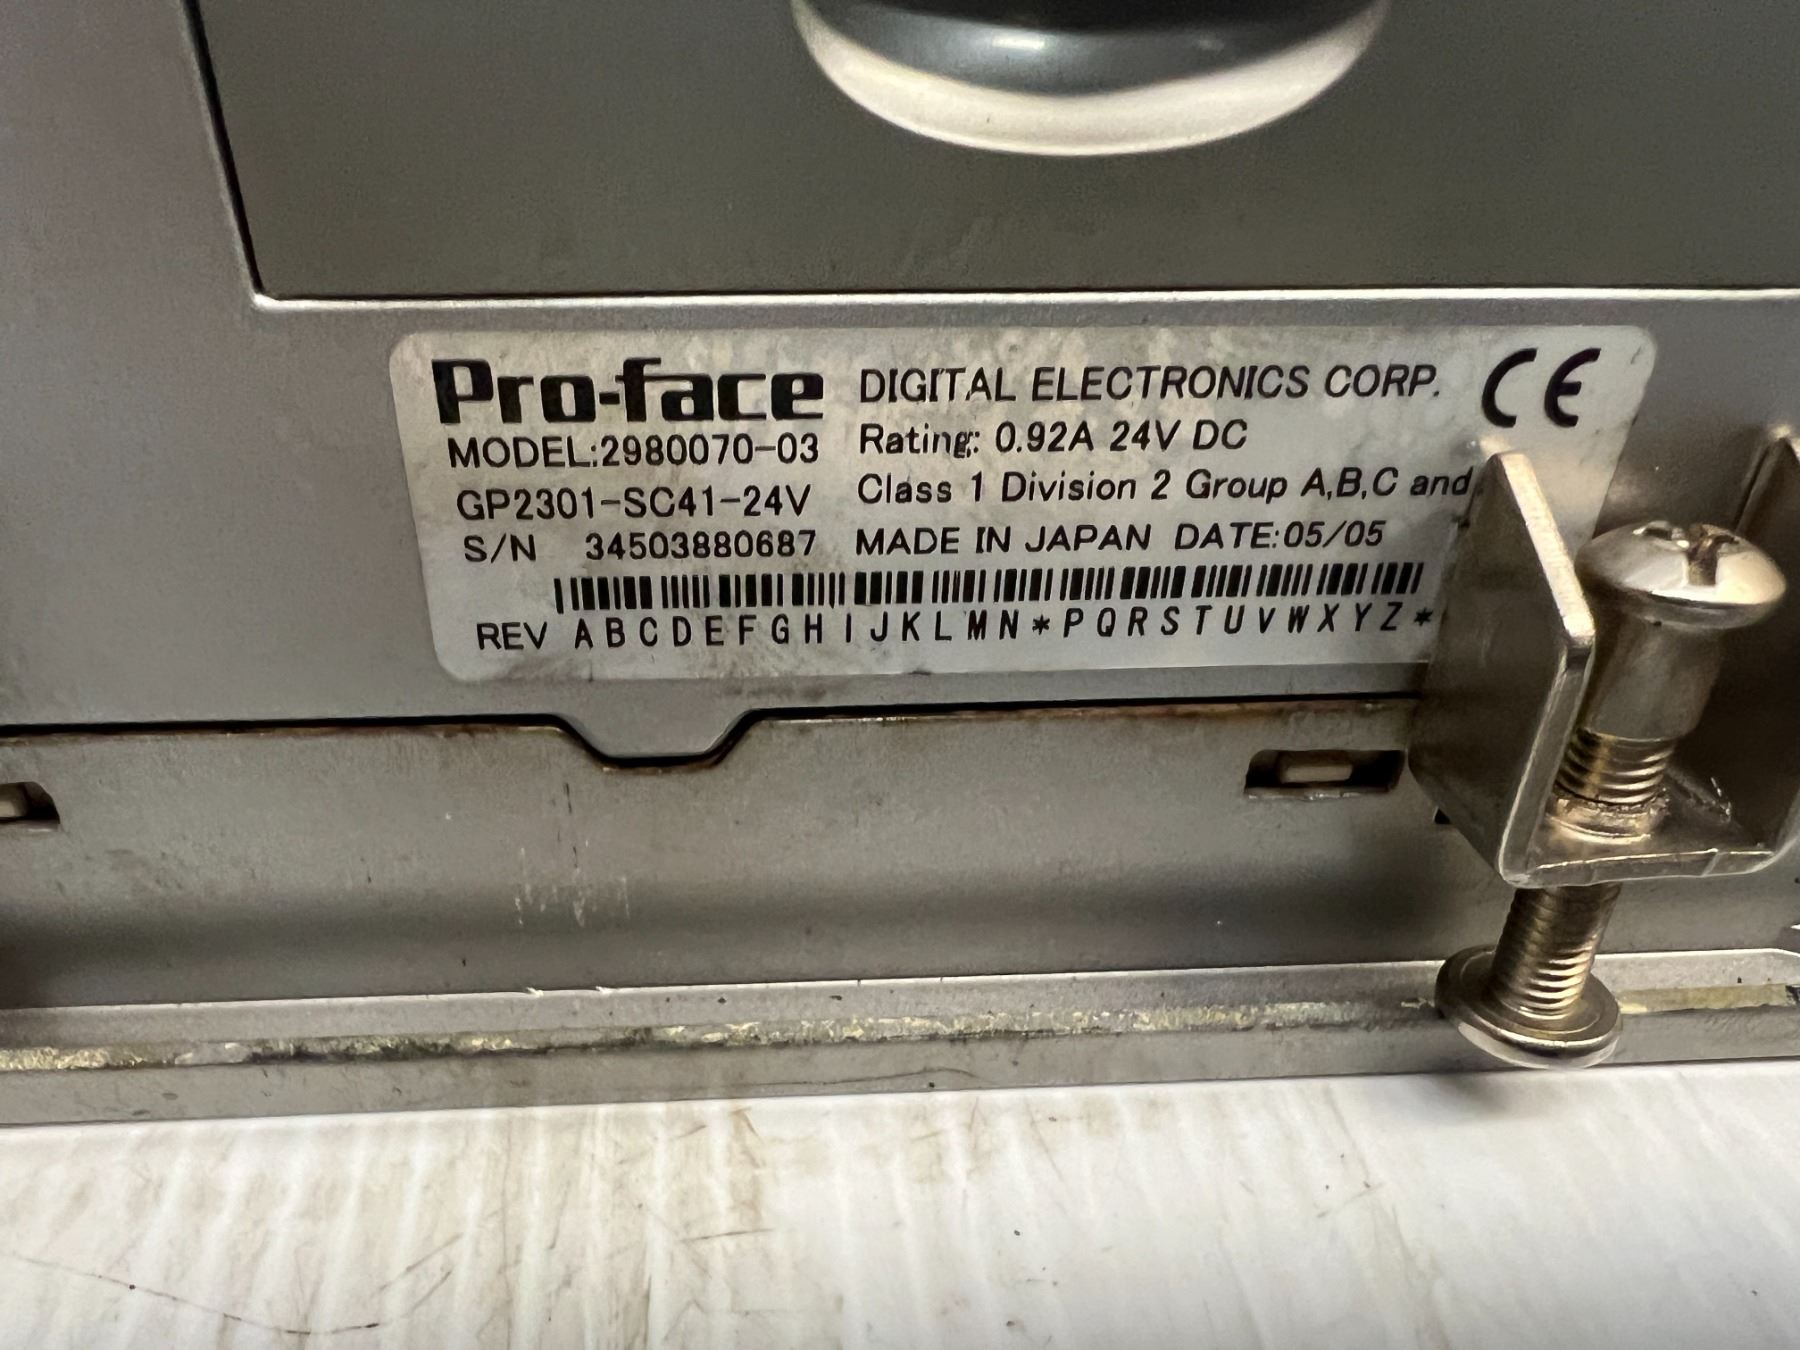 Pro-face DIGITAL ELECTRONICS CORP. CE
MODEL:2980070-03 Rating: 0.92A 24V DC
GP2301-SC41-24V Class 1 Division 2 Group A,B,C and
S/N 34503880687 MADE IN JAPAN DATE:05/05
REV A B C D E F G H I J K L M N * P Q R S T U V W X Y Z *